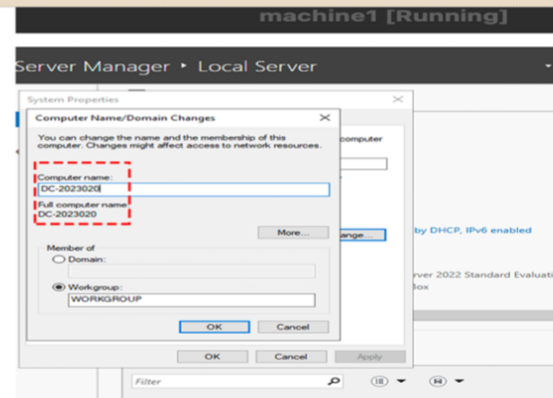 machine1 [Running]
Server Manager ‣ Local Server
System Properties
Computer Name/Domain Changes
You can change the name and the membership of this
computer. Changes might affect access to network resources.
computer
Computer name:
DC-2023020
Full computer name
DC-2023020
More...
ange...
by DHCP, IPv6 enabled
Member of
Domain:
Workgroup:
WORKGROUP
rver 2022 Standard Evaluati
lox
OK Cancel
OK Cancel Apply
Filter